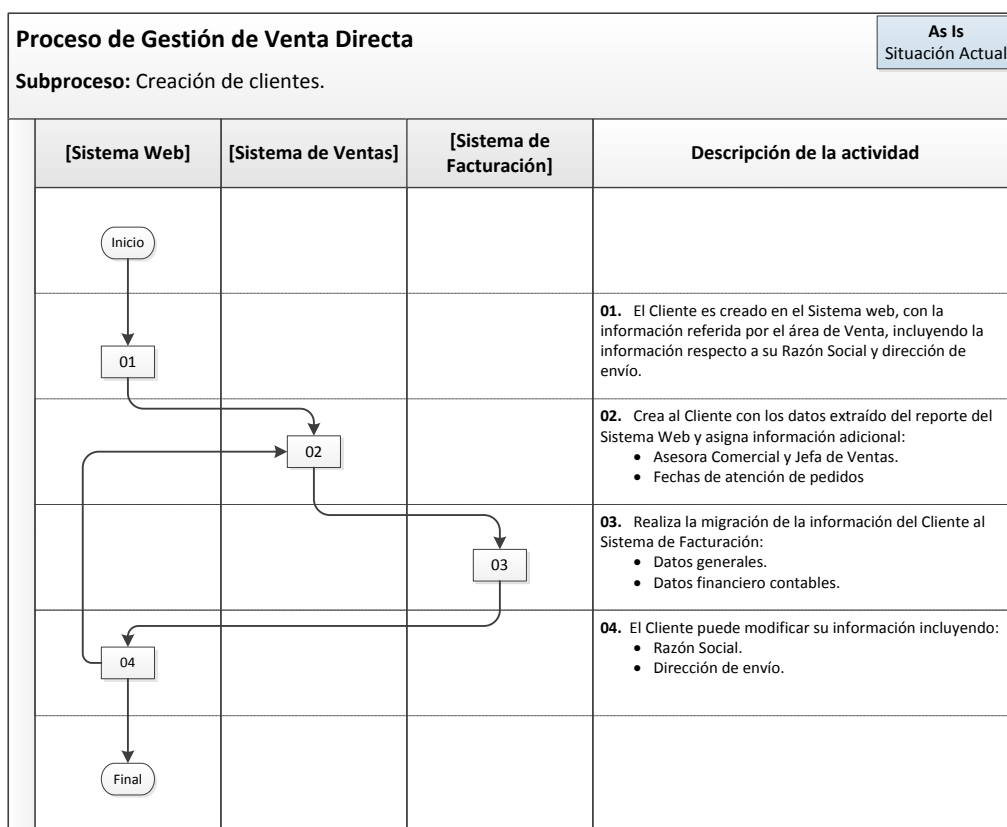 Proceso de Gestión de Venta Directa
As Is
Situación Actual
Subproceso: Creación de clientes.
[Sistema Web]
[Sistema de Ventas]
[Sistema de
Facturación]
Descripción de la actividad
Inicio
01
01. El Cliente es creado en el Sistema web, con la
información referida por el área de Venta, incluyendo la
información respecto a su Razón Social y dirección de
envío.
02
02. Crea al Cliente con los datos extraído del reporte del
Sistema Web y asigna información adicional:
• Asesora Comercial y Jefa de Ventas.
• Fechas de atención de pedidos
03
03. Realiza la migración de la información del Cliente al
Sistema de Facturación:
• Datos generales.
• Datos financiero contables.
04
04. El Cliente puede modificar su información incluyendo:
• Razón Social.
• Dirección de envío.
Final